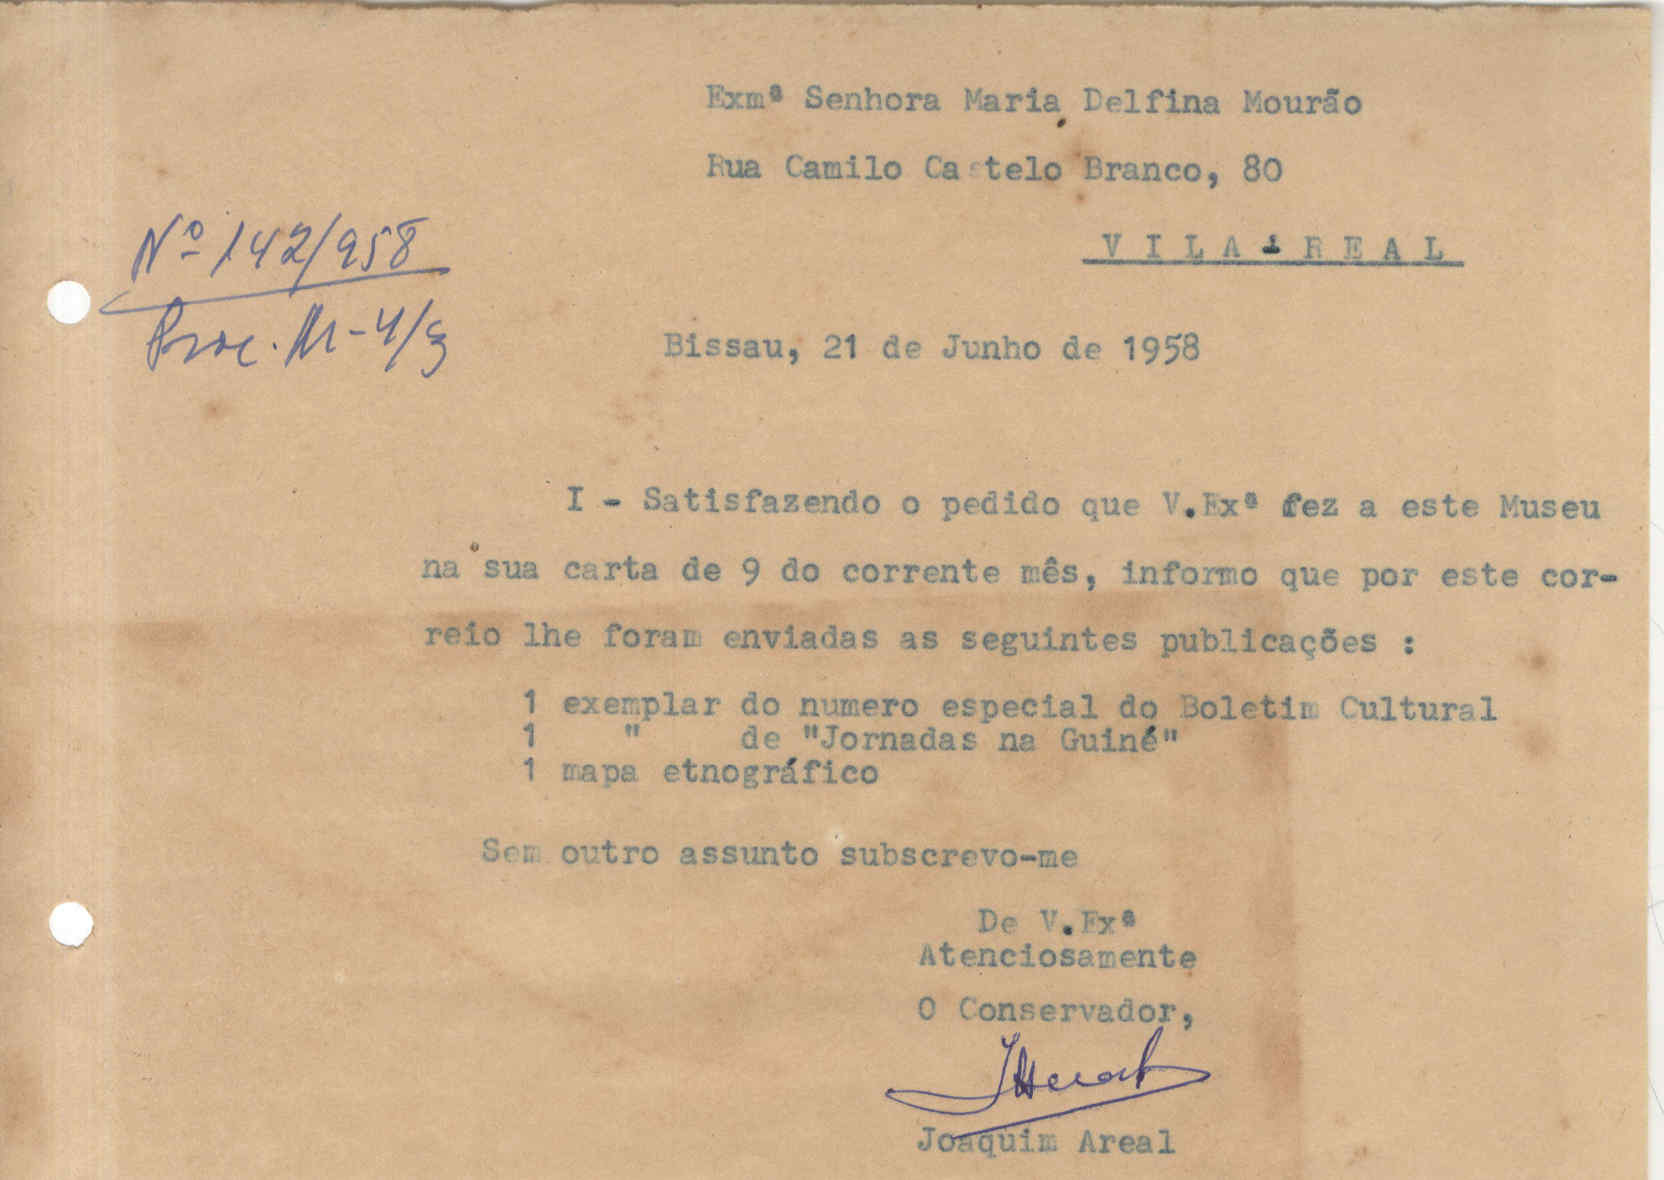 Exmª Senhora Maria Delfina Mourão
Rua Camilo Castelo Branco, 80
VILA-REAL
Nº 142/958
Proc. M-4/3
Bissau, 21 de Junho de 1958
I - Satisfazendo o pedido que V.Exª fez a este Museu
na sua carta de 9 do corrente mês, informo que por este cor-
reio lhe foram enviadas as seguintes publicações :
1 exemplar do numero especial do Boletim Cultural
1 " de "Jornadas na Guiné"
1 mapa etnográfico
Sem outro assunto subscrevo-me
De V.Exª
Atenciosamente
O Conservador,
Joaquim Areal